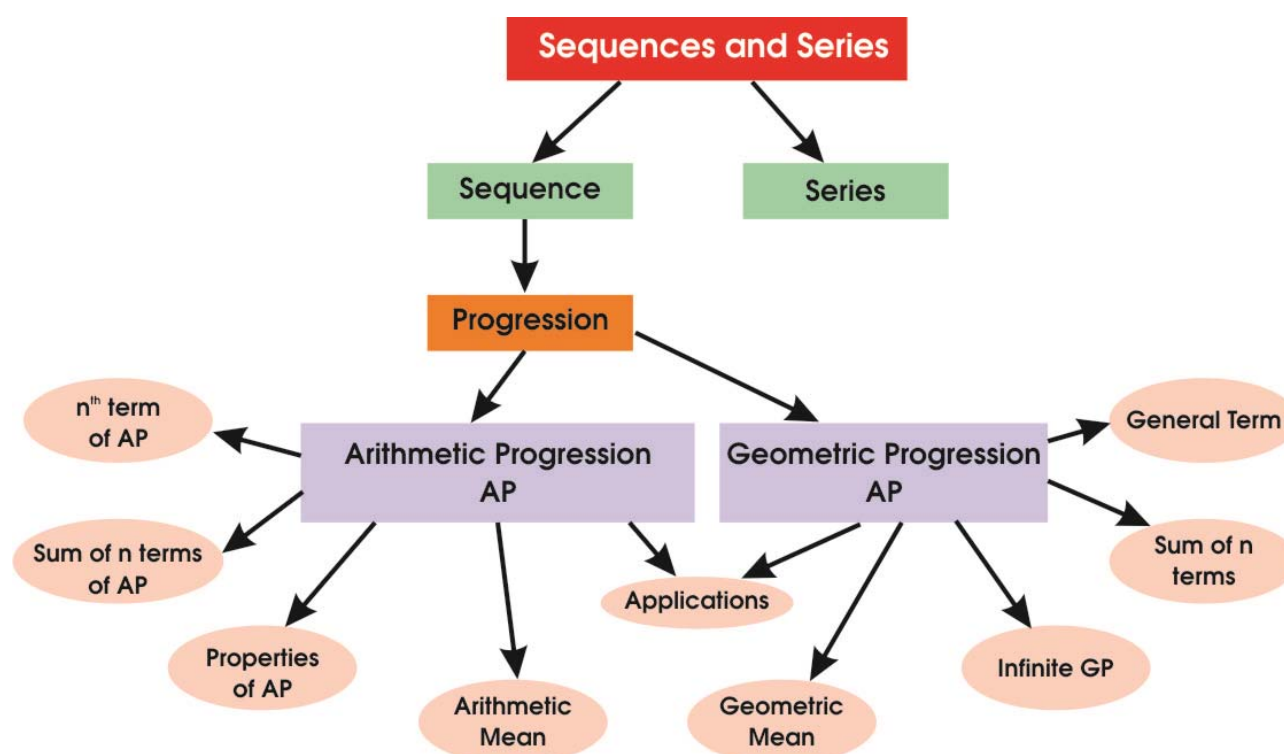 Sequences and Series
Sequence
Series
Progression
nth term
of AP
Arithmetic Progression
AP
Geometric Progression
AP
General Term
Sum of n terms
of AP
Applications
Sum of n
terms
Properties
of AP
Infinite GP
Arithmetic
Mean
Geometric
Mean